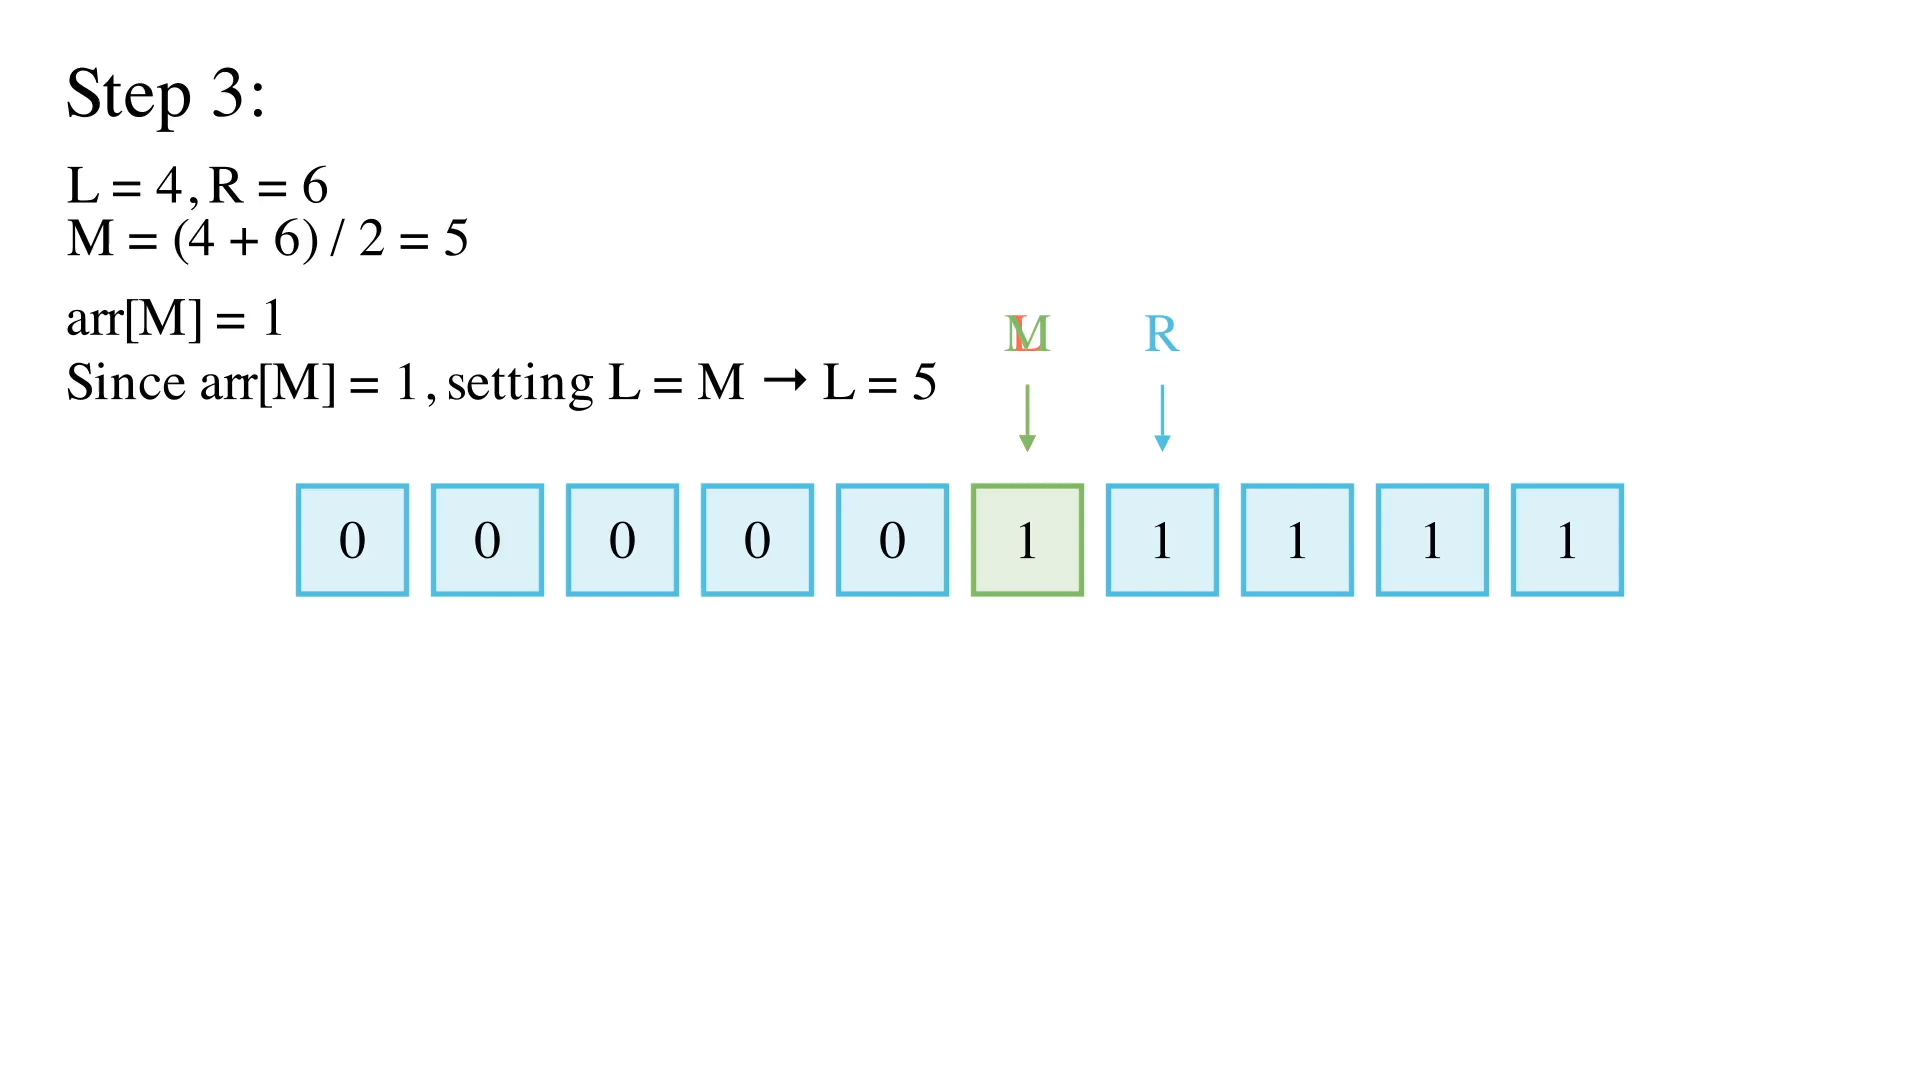 Step 3:
L = 4, R = 6
M = (4 + 6) / 2 = 5
arr[M] = 1
Since arr[M] = 1, setting L = M → L = 5
L M R
0 0 0 0 0 1 1 1 1 1